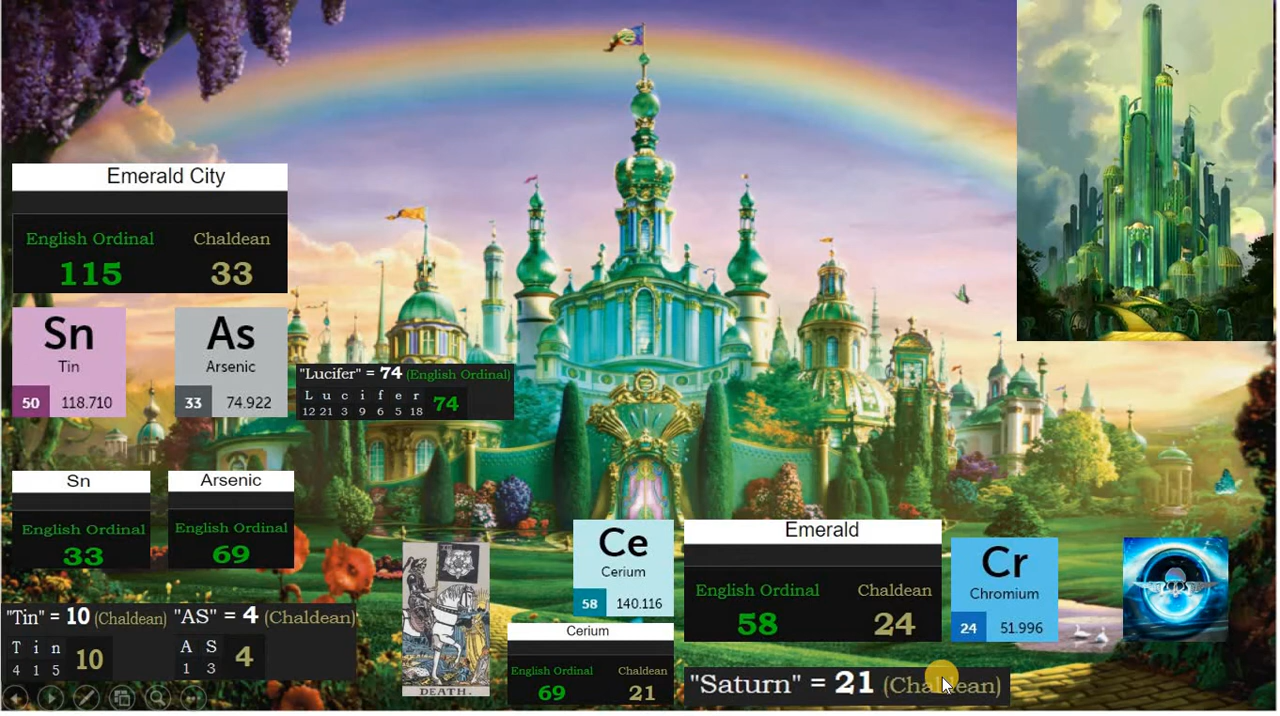 Emerald City
English Ordinal Chaldean
115 33
Sn
Tin
50 118.710
As
Arsenic
33 74.922
"Lucifer" = 74 (English Ordinal)
L u c i f e r
12 21 3 9 6 5 18 74
Sn
English Ordinal
33
Arsenic
English Ordinal
69
"Tin" = 10 (Chaldean)
T i n
4 1 5 10
"AS" = 4 (Chaldean)
A S
1 3 4
DEATH.
Ce
Cerium
58 140.116
Cerium
English Ordinal Chaldean
69 21
Emerald
English Ordinal Chaldean
58 24
Cr
Chromium
24 51.996
"Saturn" = 21 (Chaldean)